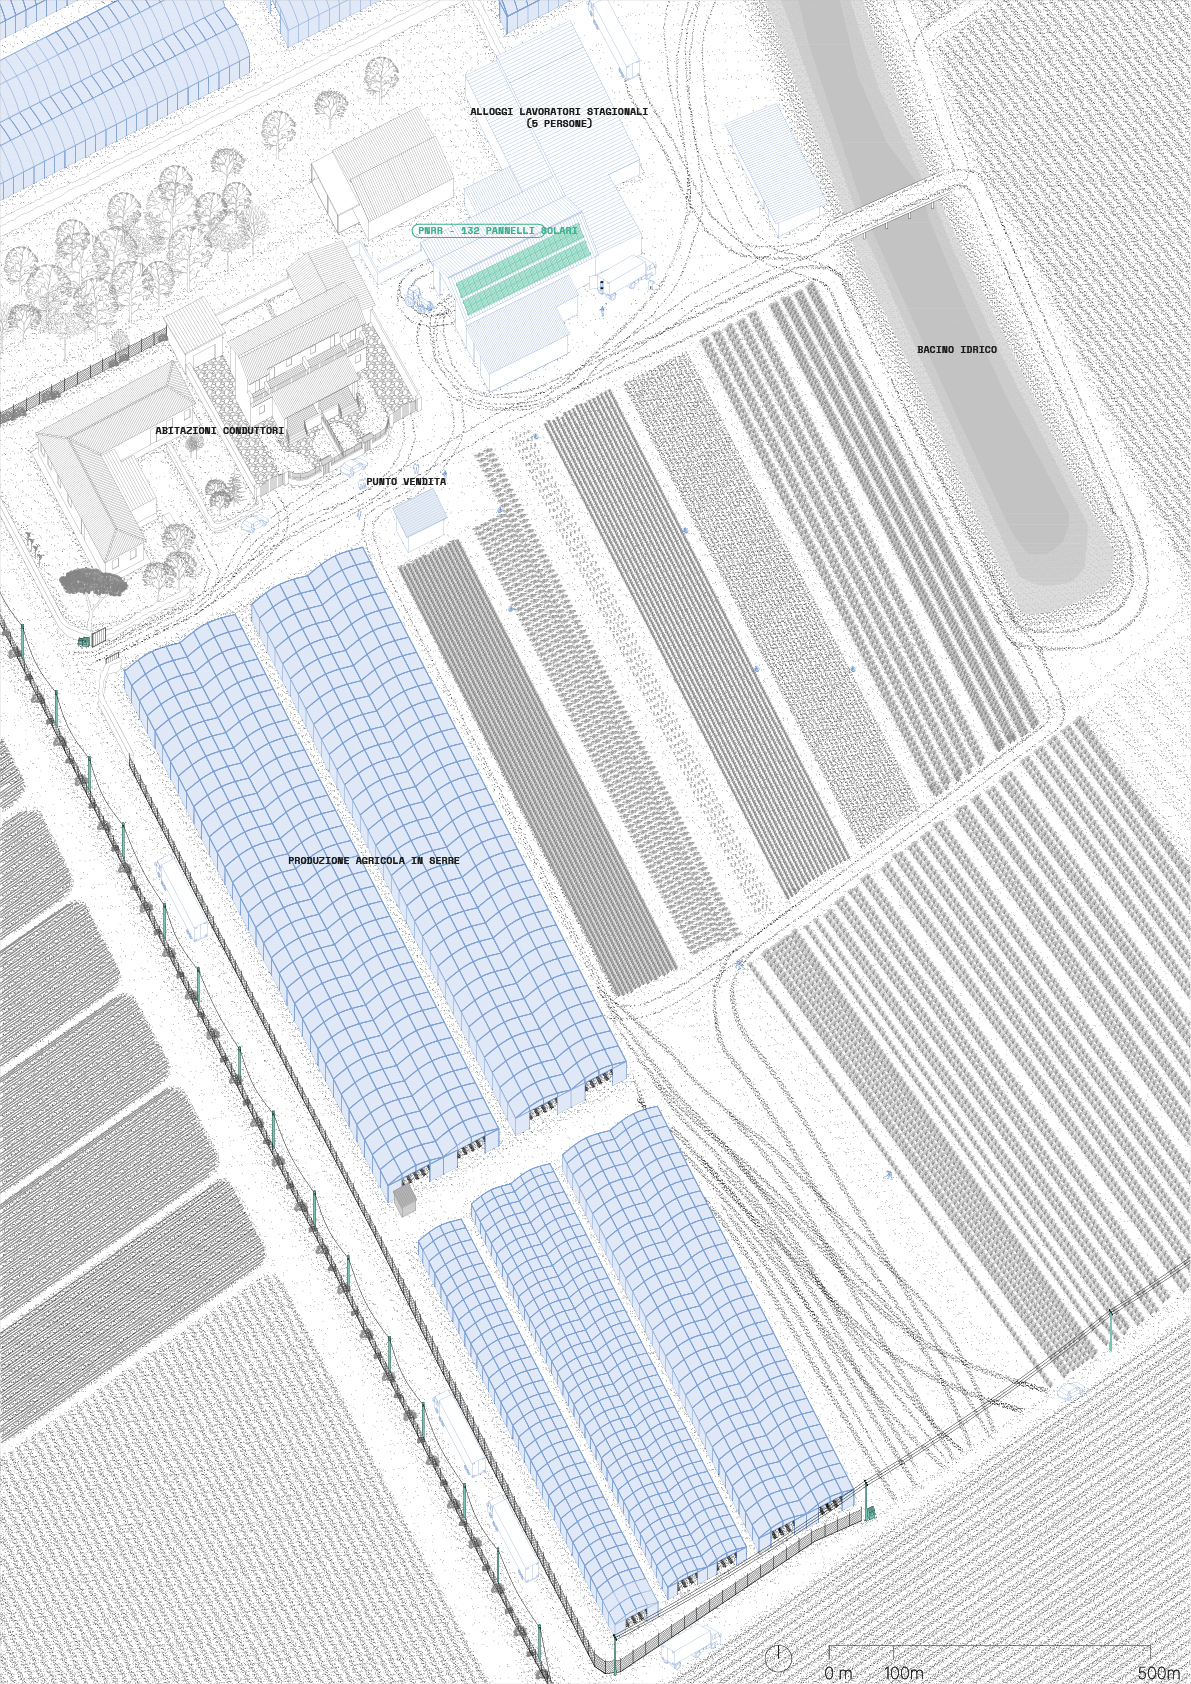 ALLOGGI LAVORATORI STAGIONALI
(5 PERSONE)
PNRR - 132 PANNELLI SOLARI
BACINO IDRICO
ABITAZIONI CONDUTTORI
PUNTO VENDITA
PRODUZIONE AGRICOLA IN SERRE
0 m 100m 500m